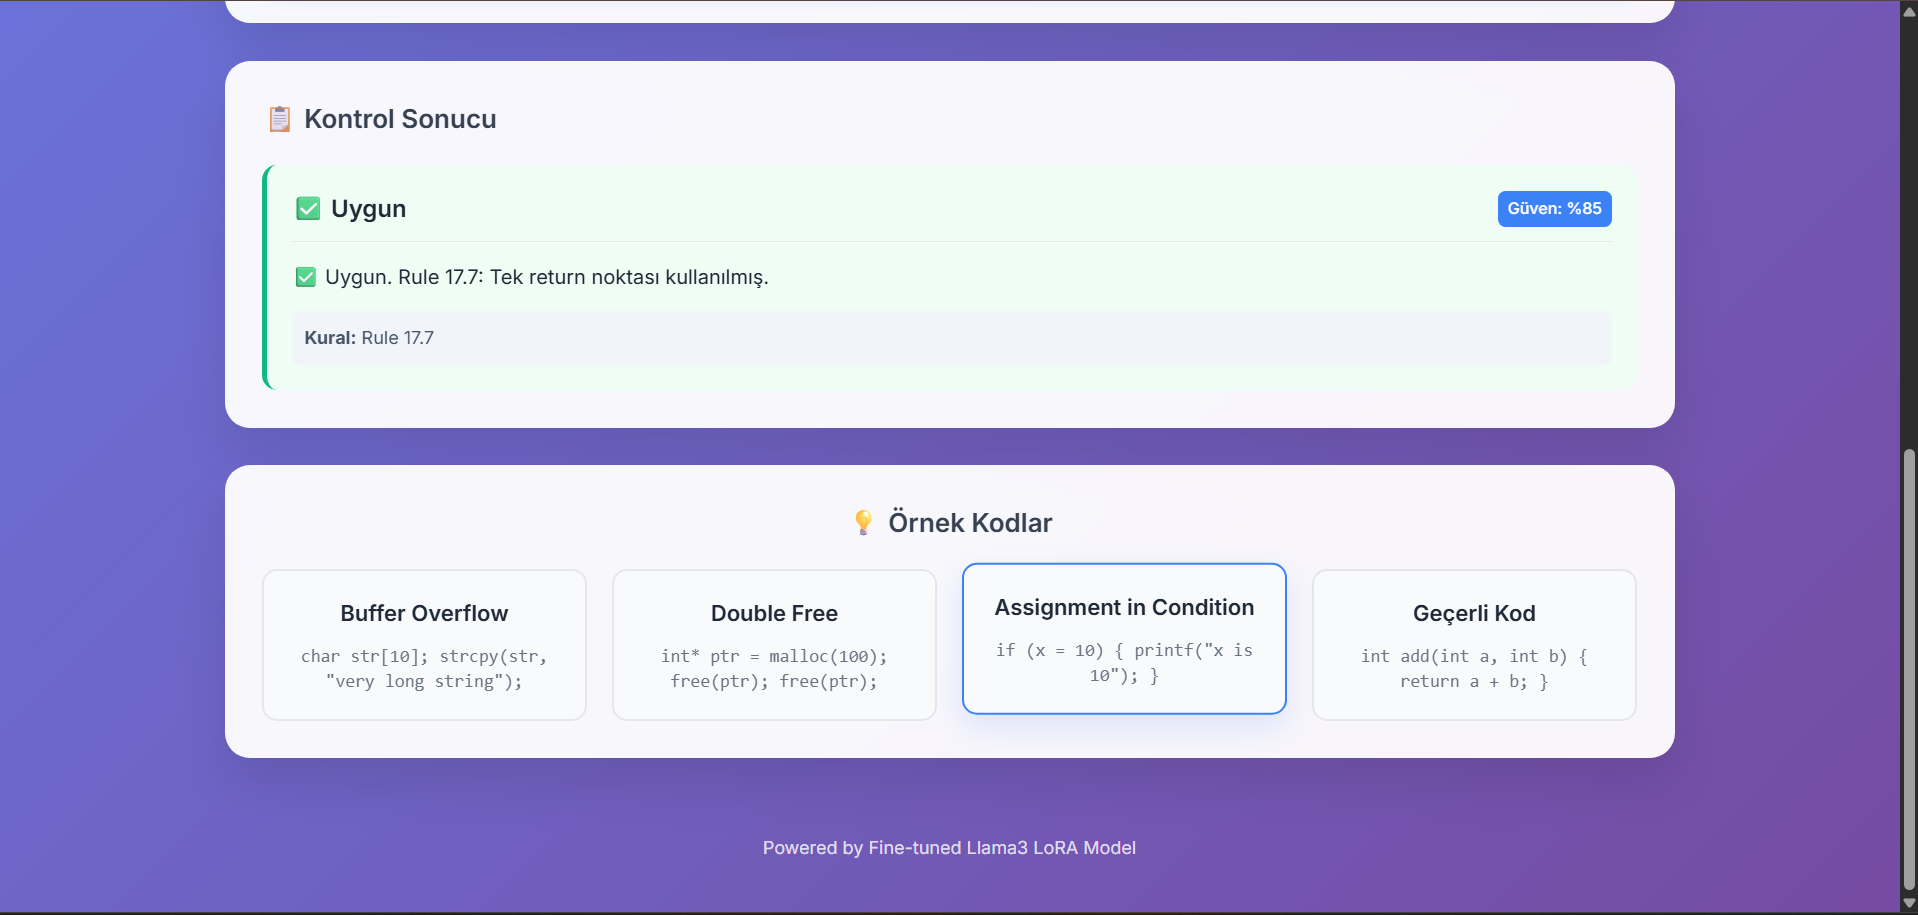 📋 Kontrol Sonucu
✅ Uygun
Güven: %85
✅ Uygun. Rule 17.7: Tek return noktası kullanılmış.
Kural: Rule 17.7
💡 Örnek Kodlar
Buffer Overflow
char str[10]; strcpy(str,
"very long string");
Double Free
int* ptr = malloc(100);
free(ptr); free(ptr);
Assignment in Condition
if (x = 10) { printf("x is
10"); }
Geçerli Kod
int add(int a, int b) {
return a + b; }
Powered by Fine-tuned Llama3 LoRA Model